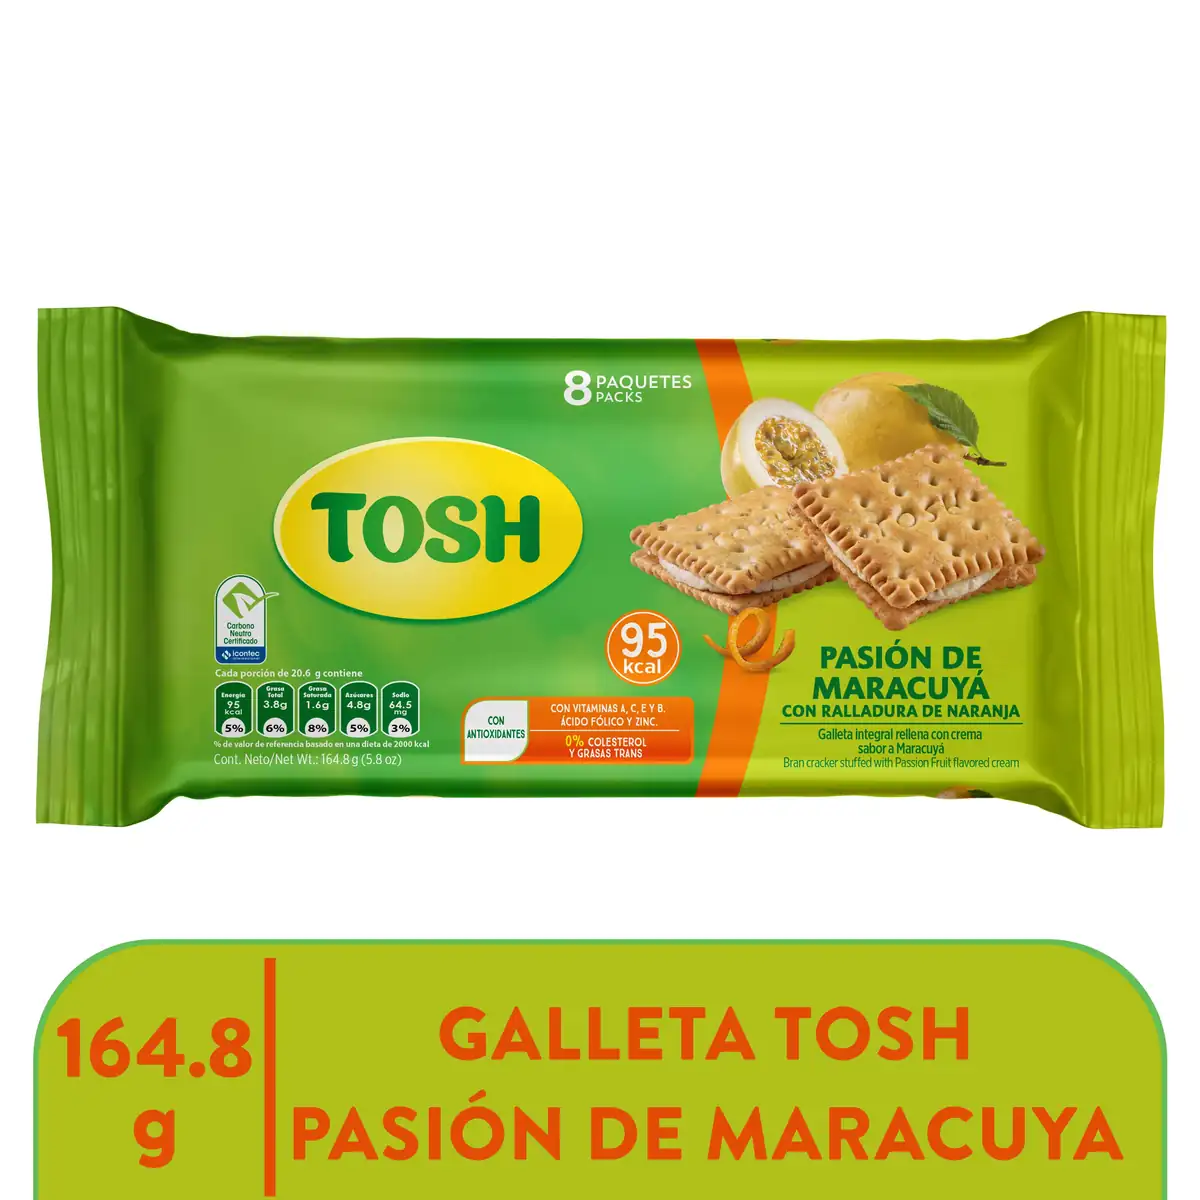 8 PAQUETES
PACKS
TOSH
TOSH
Carbono
Neutro
Certificado
icontec
internacional
95
kcal
PASIÓN DE
MARACUYÁ
CON RALLADURA DE NARANJA
Galleta integral rellena con crema
sabor a Maracuyá
Bran cracker stuffed with Passion Fruit flavored cream
Cada porción de 20.6 g contiene
Energía
95
kcal
5%
Grasa
Total
3.8g
6%
Grasa
Saturada
1.6g
8%
Azúcares
4.8g
5%
Sodio
64.5
mg
3%
% de valor de referencia basado en una dieta de 2000 kcal
Cont. Neto/Net Wt.: 164.8 g (5.8 oz)
CON
ANTIOXIDANTES
CON VITAMINAS A, C, E Y B.
ÁCIDO FÓLICO Y ZINC.
0% COLESTEROL
Y GRASAS TRANS
164.8
g
GALLETA TOSH
PASIÓN DE MARACUYA